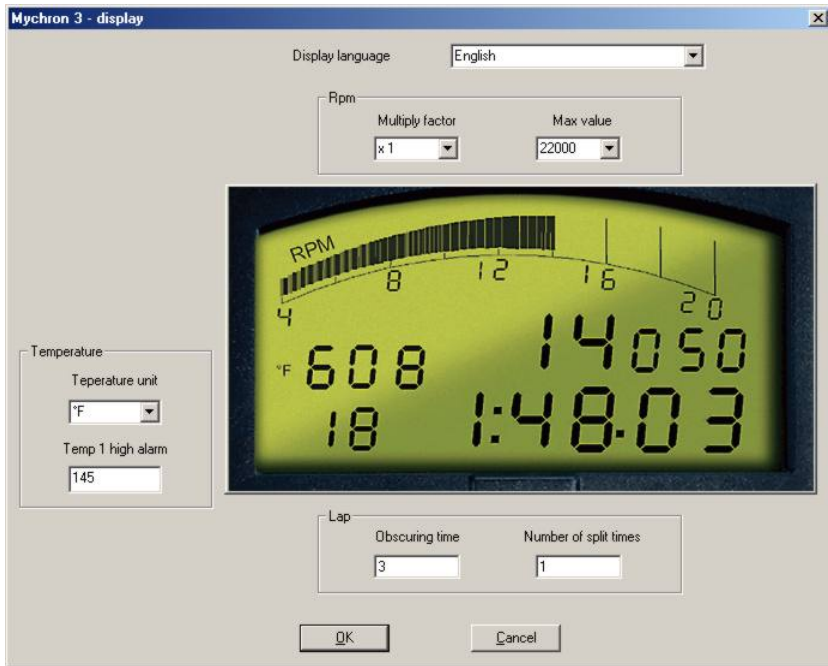 Mychron 3 - display
Display language English
Rpm
Multiply factor Max value
x 1 22000
RPM
4 8 12 16 20
°F 608 14050
18 1:48.03
Temperature
Teperature unit
°F
Temp 1 high alarm
145
Lap
Obscuring time Number of split times
3 1
OK Cancel